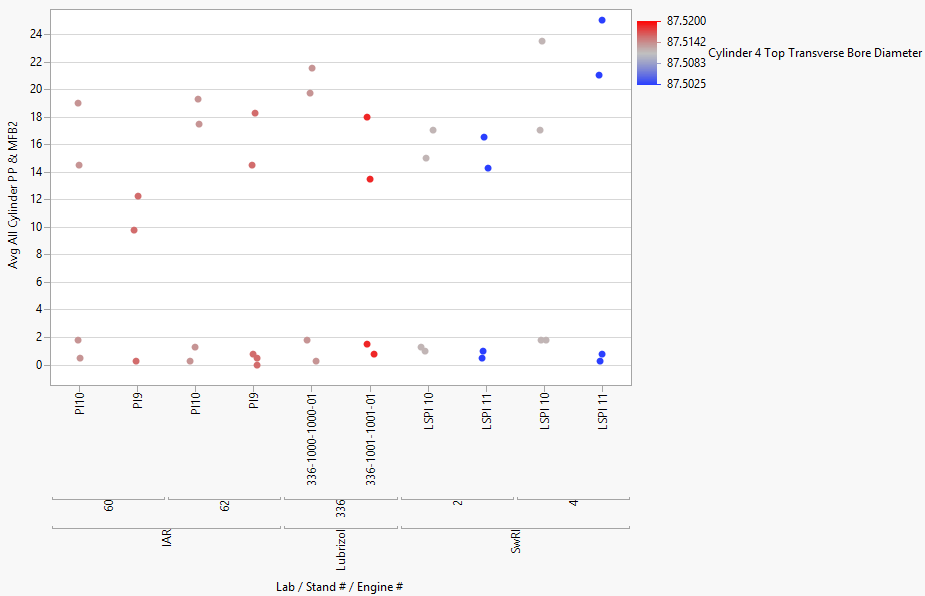 87.5200
87.5142
87.5083
87.5025
Cylinder 4 Top Transverse Bore Diameter
Avg All Cylinder PP & MFB2
24
22
20
18
16
14
12
10
8
6
4
2
0
PI10
PI9
PI10
PI9
336-1000-1000-01
336-1001-1001-01
LSPI 10
LSPI 11
LSPI 10
LSPI 11
60
62
336
2
4
IAR
Lubrizol
SwRI
Lab / Stand # / Engine #